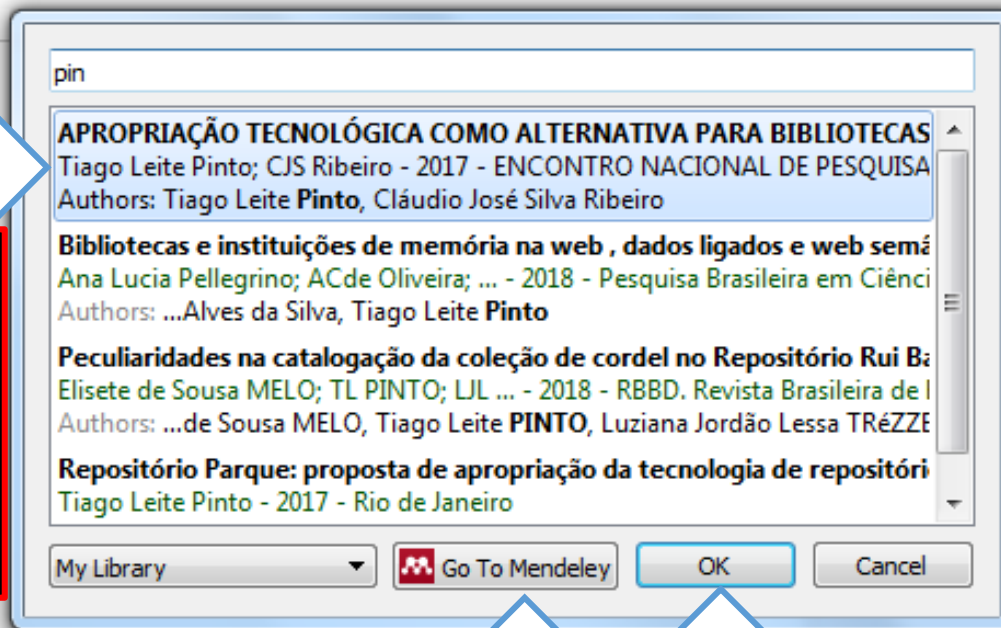 pin
APROPRIAÇÃO TECNOLÓGICA COMO ALTERNATIVA PARA BIBLIOTECAS
Tiago Leite Pinto; CJS Ribeiro - 2017 - ENCONTRO NACIONAL DE PESQUISA
Authors: Tiago Leite Pinto, Cláudio José Silva Ribeiro
Bibliotecas e instituições de memória na web , dados ligados e web semâ
Ana Lucia Pellegrino; ACde Oliveira; ... - 2018 - Pesquisa Brasileira em Ciênci
Authors: ...Alves da Silva, Tiago Leite Pinto
Peculiaridades na catalogação da coleção de cordel no Repositório Rui Ba
Elisete de Sousa MELO; TL PINTO; LJL ... - 2018 - RBBD. Revista Brasileira de
Authors: ...de Sousa MELO, Tiago Leite PINTO, Luziana Jordão Lessa TRéZZE
Repositório Parque: proposta de apropriação da tecnologia de repositóri
Tiago Leite Pinto - 2017 - Rio de Janeiro
My Library Go To Mendeley OK Cancel